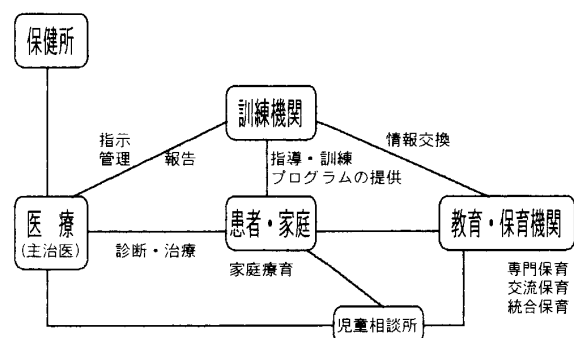 保健所
訓練機関
指示
管理
報告
情報交換
指導・訓練
プログラムの提供
医 療
(主治医)
患者・家庭
教育・保育機関
診断・治療
家庭療育
専門保育
交流保育
統合保育
児童相談所